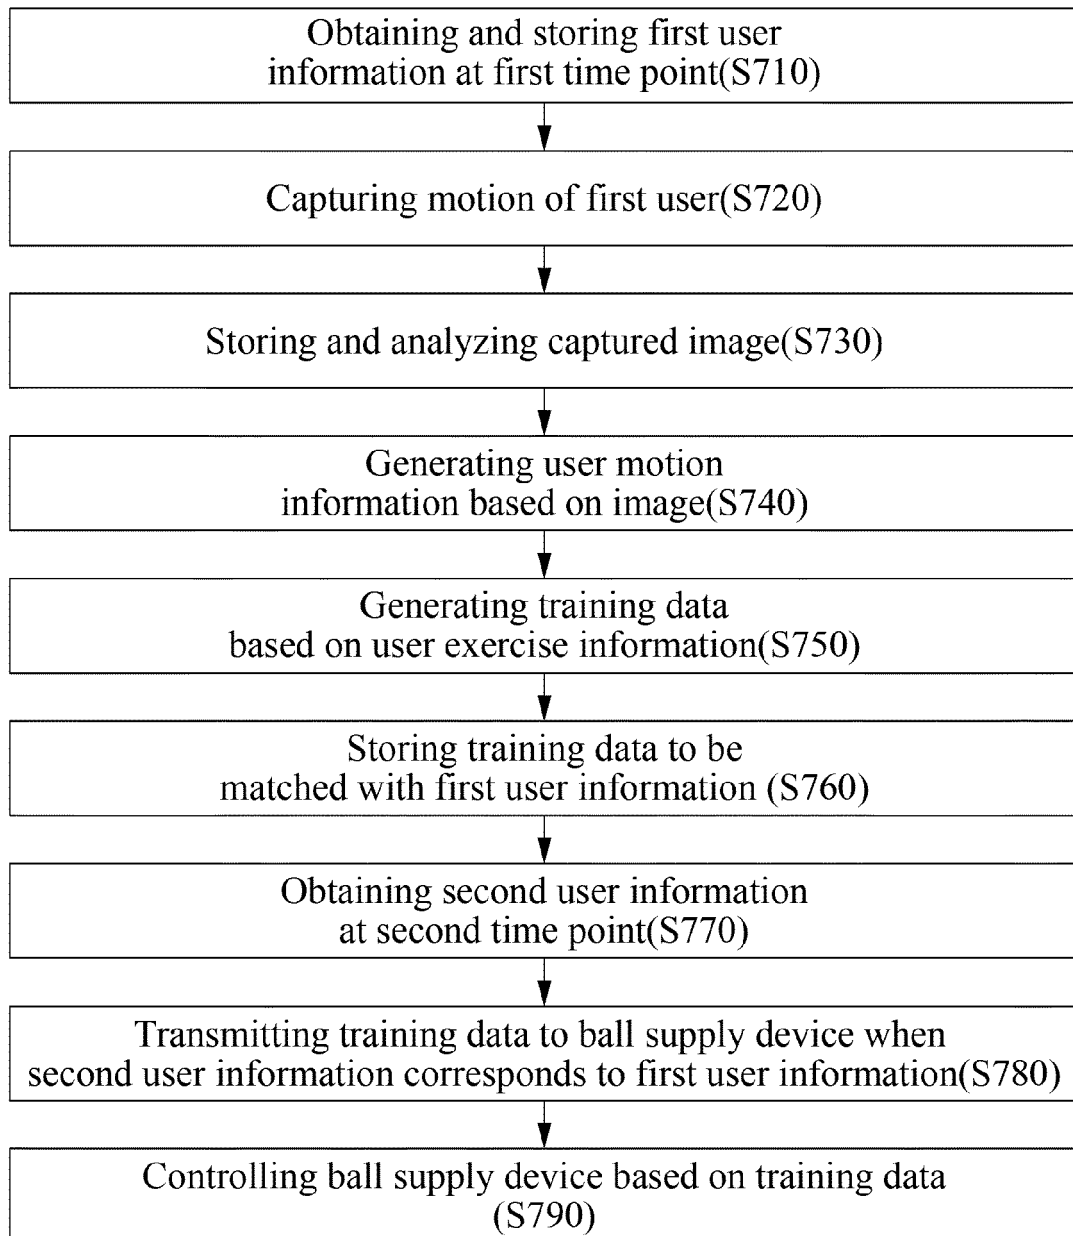 Obtaining and storing first user
information at first time point(S710)
Capturing motion of first user(S720)
Storing and analyzing captured image(S730)
Generating user motion
information based on image(S740)
Generating training data
based on user exercise information(S750)
Storing training data to be
matched with first user information (S760)
Obtaining second user information
at second time point(S770)
Transmitting training data to ball supply device when
second user information corresponds to first user information(S780)
Controlling ball supply device based on training data
(S790)